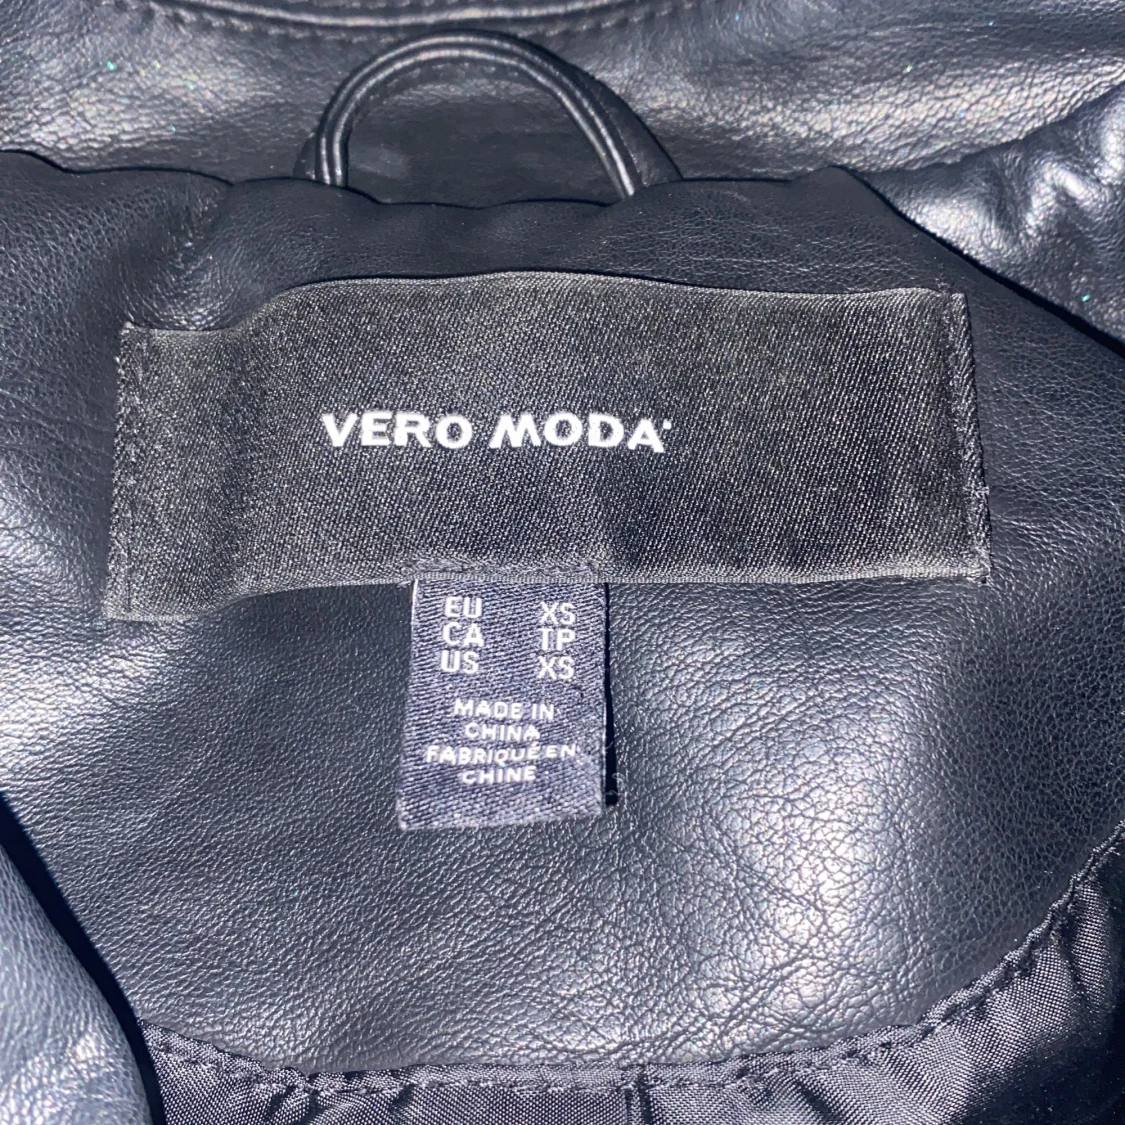 VERO MODA
EU XS
CA TP
US XS
MADE IN
CHINA
FABRIQUÉ EN
CHINE